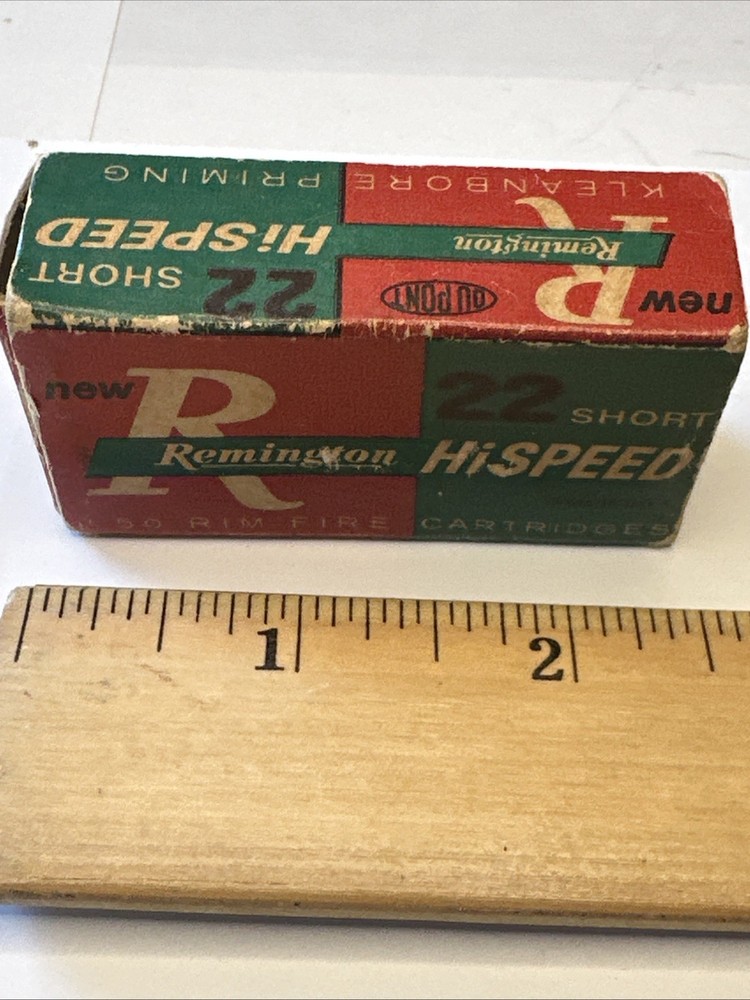 KLEANBORE PRIMING
new R Remington HiSPEED
DU PONT 22 SHORT
new R 22 SHORT
Remington HiSPEED
50 RIM FIRE CARTRIDGES
1 2